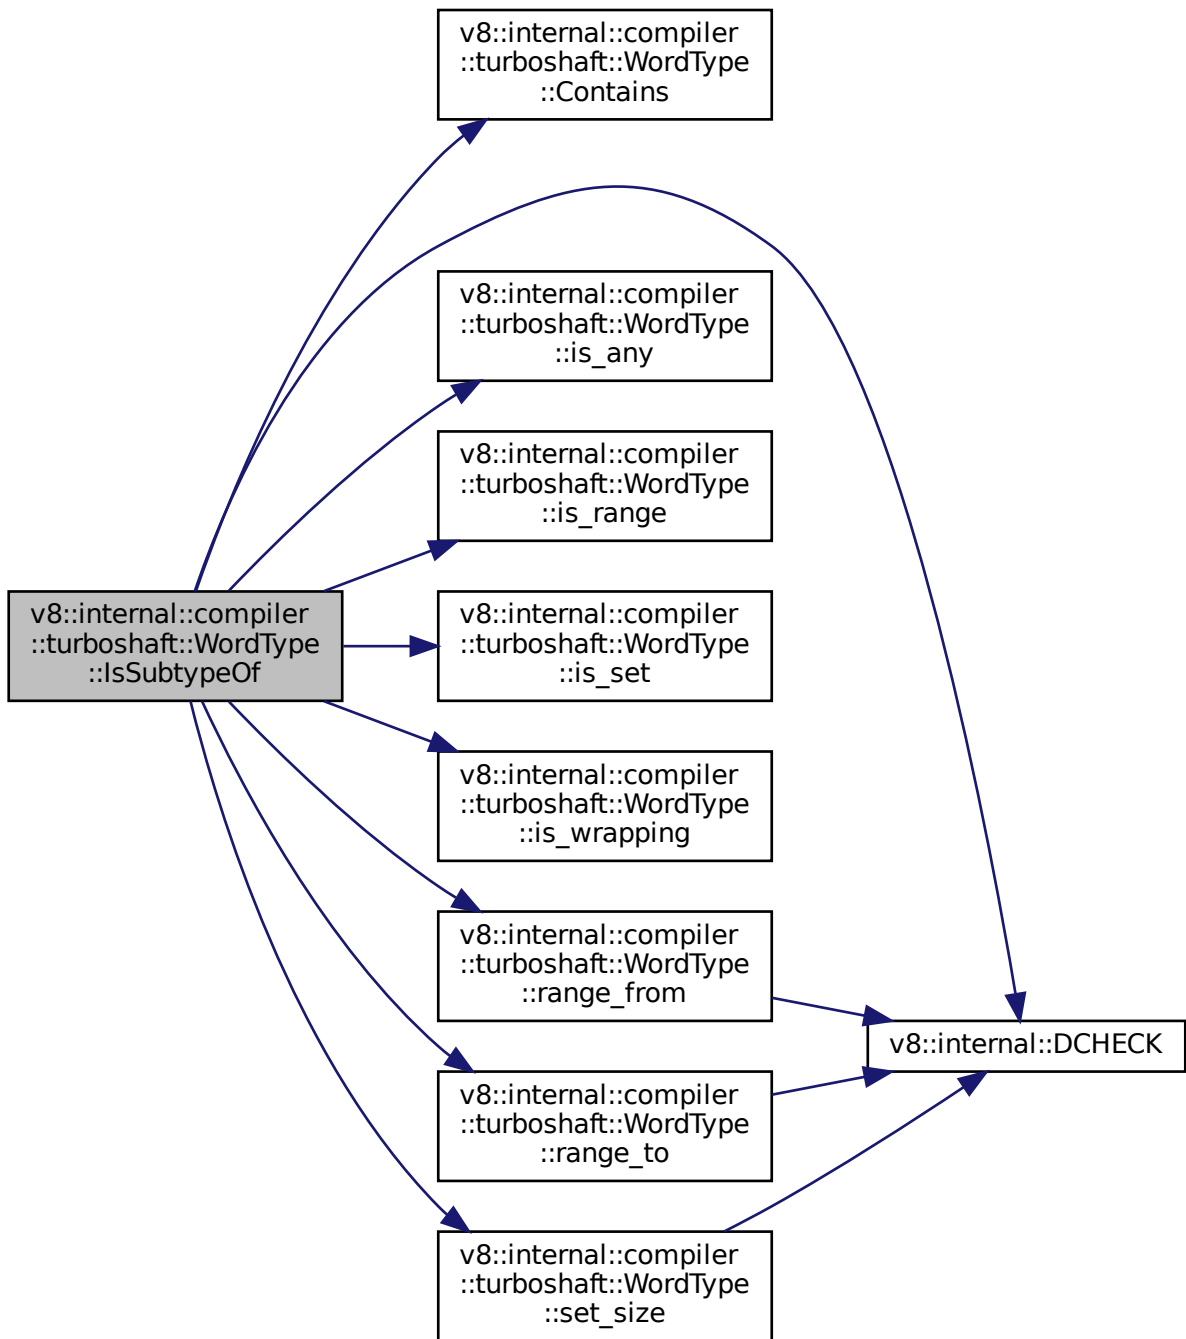 v8::internal::compiler
::turboshaft::WordType
::Contains
v8::internal::compiler
::turboshaft::WordType
::is_any
v8::internal::compiler
::turboshaft::WordType
::is_range
v8::internal::compiler
::turboshaft::WordType
::IsSubtypeOf
v8::internal::compiler
::turboshaft::WordType
::is_set
v8::internal::compiler
::turboshaft::WordType
::is_wrapping
v8::internal::compiler
::turboshaft::WordType
::range_from
v8::internal::DCHECK
v8::internal::compiler
::turboshaft::WordType
::range_to
v8::internal::compiler
::turboshaft::WordType
::set_size